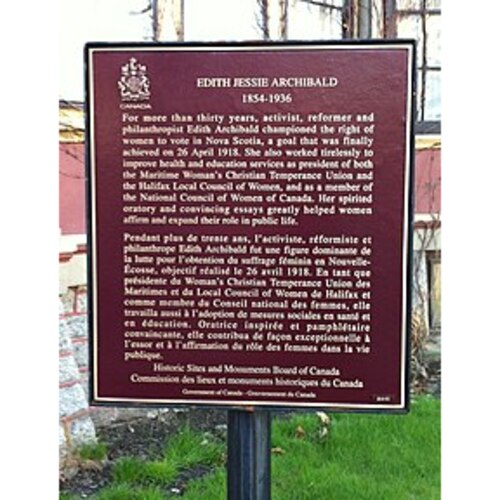 EDITH JESSIE ARCHIBALD
1854-1936
CANADA
For more than thirty years, activist, reformer and
philanthropist Edith Archibald championed the right of
women to vote in Nova Scotia, a goal that was finally
achieved on 26 April 1918. She also worked tirelessly to
improve health and education services as president of both
the Maritime Woman's Christian Temperance Union and
the Halifax Local Council of Women, and as a member of
the National Council of Women of Canada. Her spirited
oratory and convincing essays greatly helped women
affirm and expand their role in public life.
Pendant plus de trente ans, l'activiste, réformiste et
philanthrope Edith Archibald fut une figure dominante de
la lutte pour l'obtention du suffrage féminin en Nouvelle-
Écosse, objectif réalisé le 26 avril 1918. En tant que
présidente du Woman's Christian Temperance Union des
Maritimes et du Local Council of Women de Halifax et
comme membre du Conseil national des femmes, elle
travailla aussi à l'adoption de mesures sociales en santé et
en éducation. Oratrice inspirée et pamphlétaire
convaincante, elle contribua de façon exceptionnelle à
l'essor et à l'affirmation du rôle des femmes dans la vie
publique.
Historic Sites and Monuments Board of Canada
Commission des lieux et monuments historiques du Canada
Government of Canada - Gouvernement du Canada